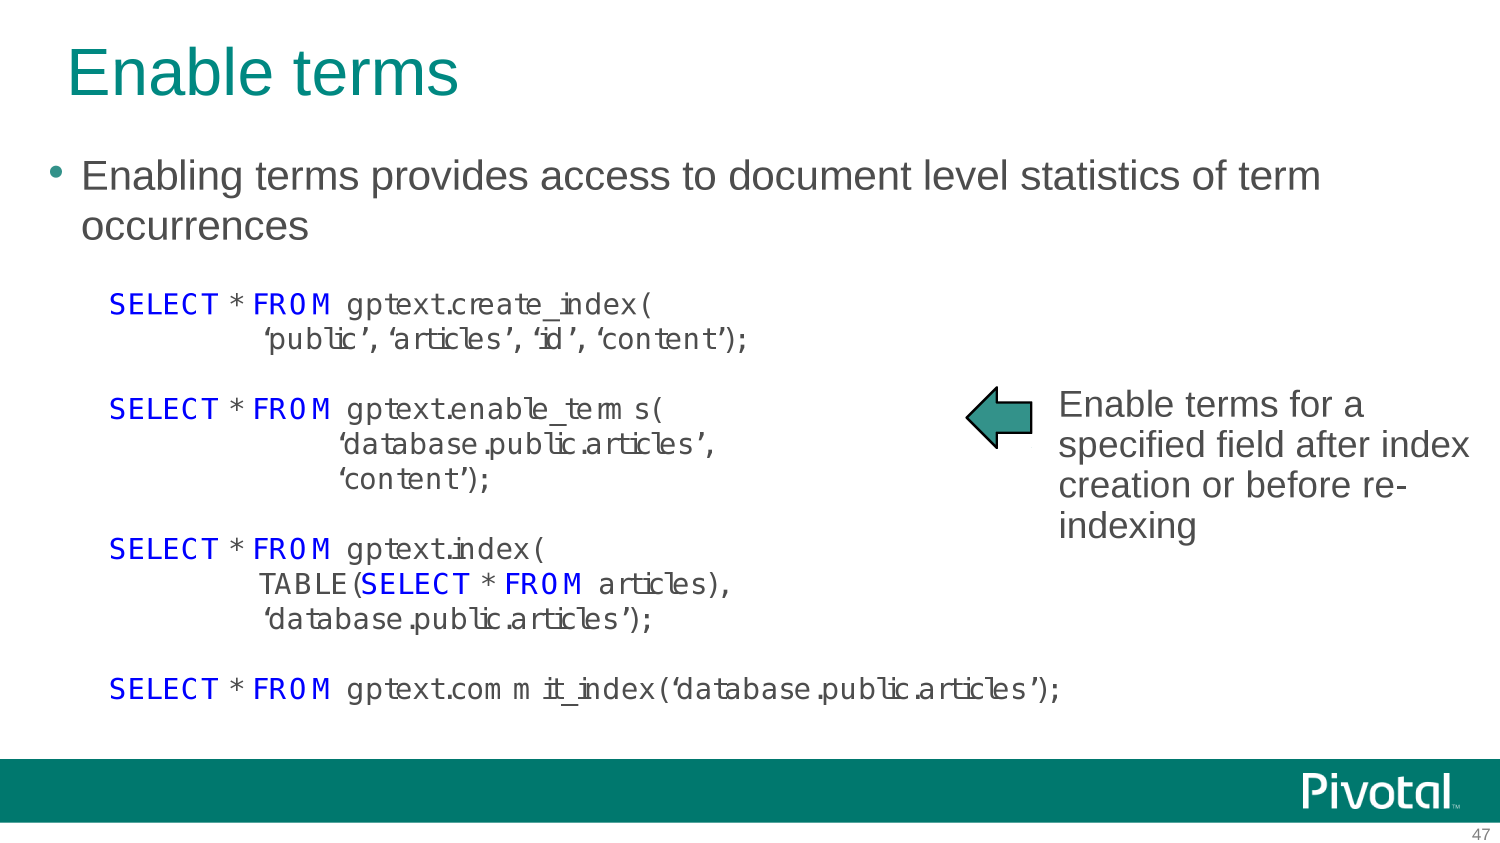 Enable terms
• Enabling terms provides access to document level statistics of term
occurrences
SELECT * FROM gptext.create_index(
‘public’, ‘articles’, ‘id’, ‘content’);
SELECT * FROM gptext.enable_terms(
‘database.public.articles’,
‘content’);
Enable terms for a
specified field after index
creation or before re-
indexing
SELECT * FROM gptext.index(
TABLE(SELECT * FROM articles),
‘database.public.articles’);
SELECT * FROM gptext.commit_index(‘database.public.articles’);
Pivotal™
47